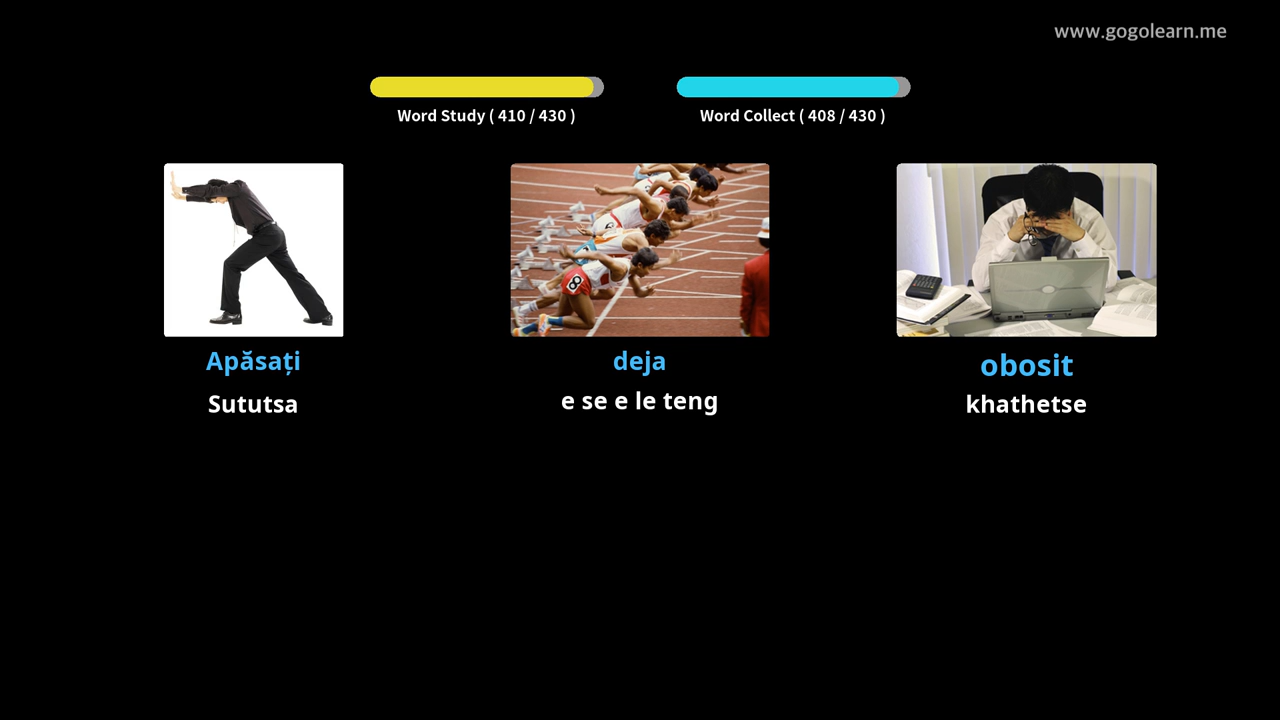 www.gogolearn.me
Word Study ( 410 / 430 )
Word Collect ( 408 / 430 )
Apăsați
deja
obosit
Sututsa
e se e le teng
khathetse